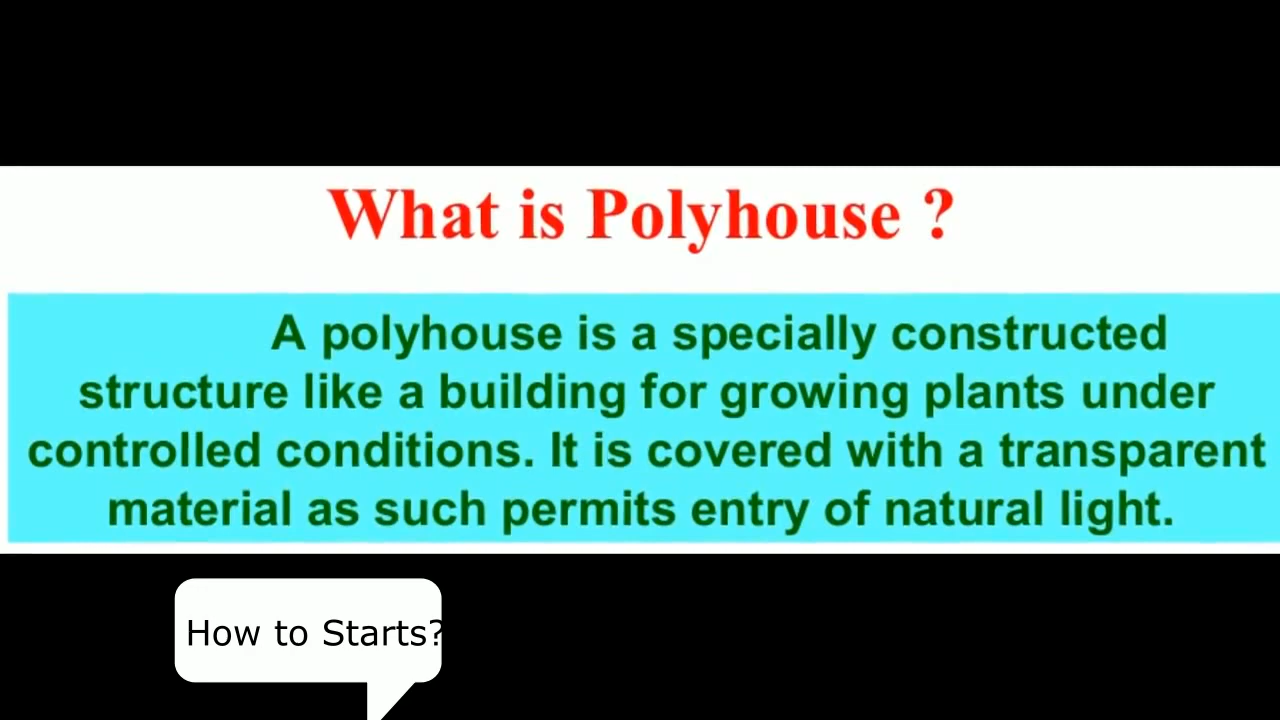 What is Polyhouse ?
A polyhouse is a specially constructed
structure like a building for growing plants under
controlled conditions. It is covered with a transparent
material as such permits entry of natural light.
How to Starts?